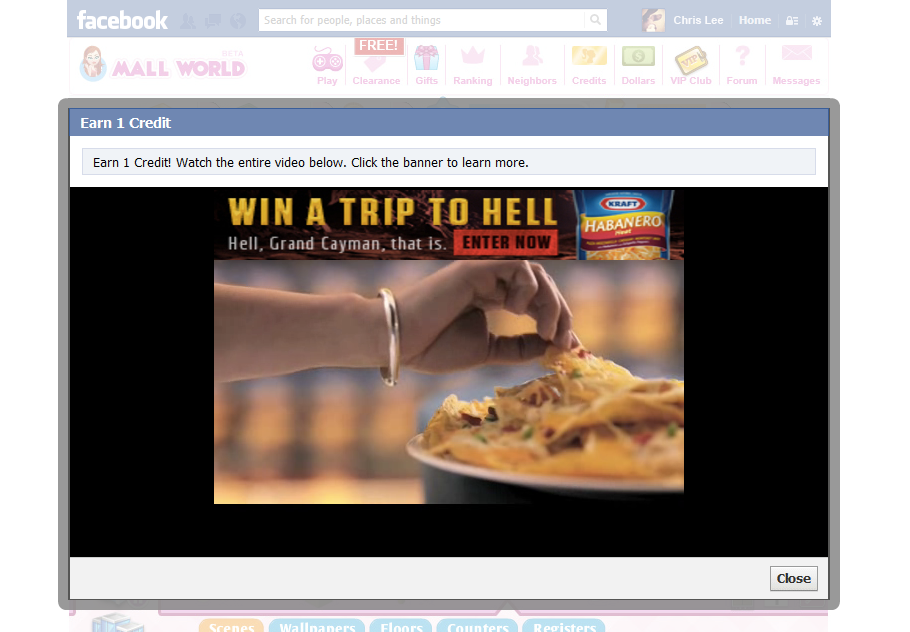 facebook
Search for people, places and things
Chris Lee
Home
BETA
MALL WORLD
FREE!
Play
Clearance
Gifts
Ranking
Neighbors
Credits
Dollars
VIP
VIP Club
Forum
Messages
Earn 1 Credit
Earn 1 Credit! Watch the entire video below. Click the banner to learn more.
WIN A TRIP TO HELL
Hell, Grand Cayman, that is. ENTER NOW
KRAFT
HABANERO
Heat
Close
Scenes
Wallpapers
Floors
Counters
Registers